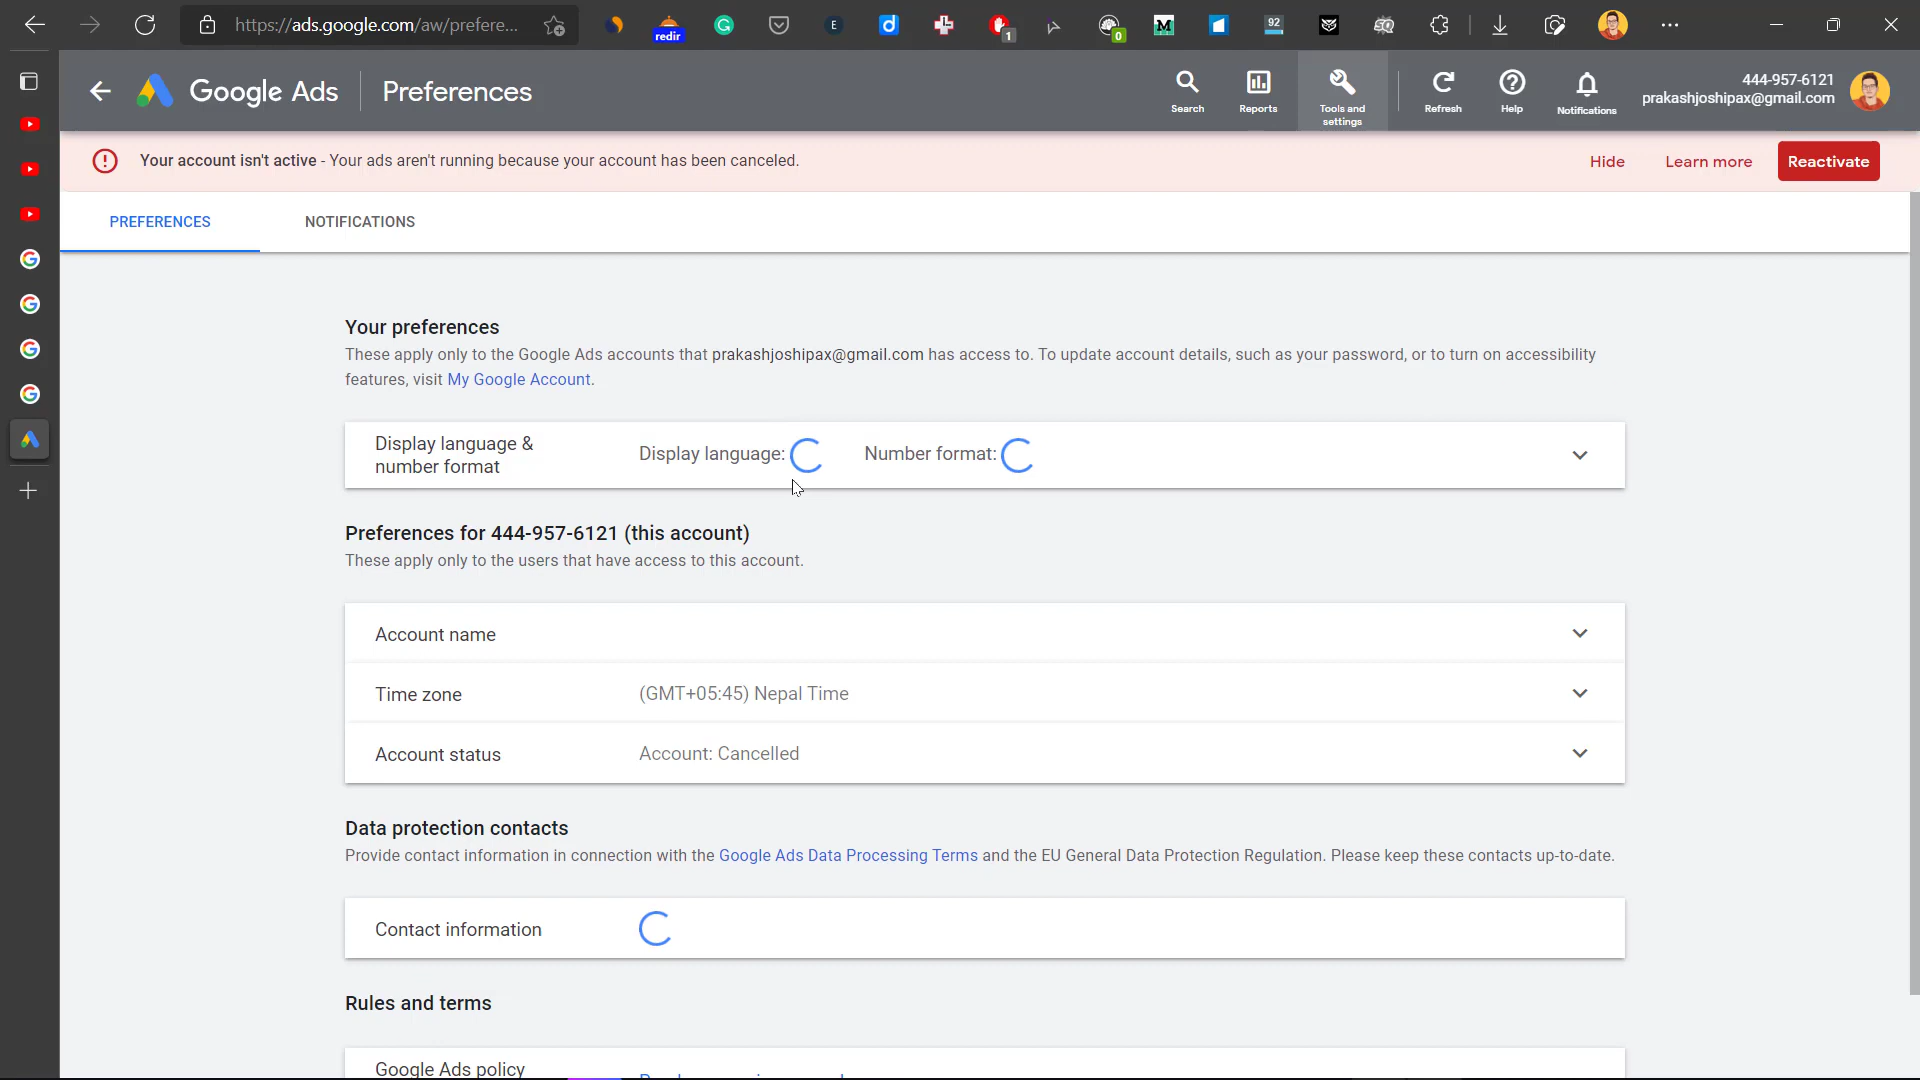 https://ads.google.com/aw/prefere...
redir
E
d
1
0
M
92
SQ
Google Ads
Preferences
Search
Reports
Tools and
settings
Refresh
Help
Notifications
444-957-6121
prakashjoshipax@gmail.com
Your account isn't active - Your ads aren't running because your account has been canceled.
Hide
Learn more
Reactivate
PREFERENCES
NOTIFICATIONS
Your preferences
These apply only to the Google Ads accounts that prakashjoshipax@gmail.com has access to. To update account details, such as your password, or to turn on accessibility
features, visit My Google Account.
Display language &
number format
Display language:
Number format:
Preferences for 444-957-6121 (this account)
These apply only to the users that have access to this account.
Account name
Time zone
(GMT+05:45) Nepal Time
Account status
Account: Cancelled
Data protection contacts
Provide contact information in connection with the Google Ads Data Processing Terms and the EU General Data Protection Regulation. Please keep these contacts up-to-date.
Contact information
Rules and terms
Google Ads policy